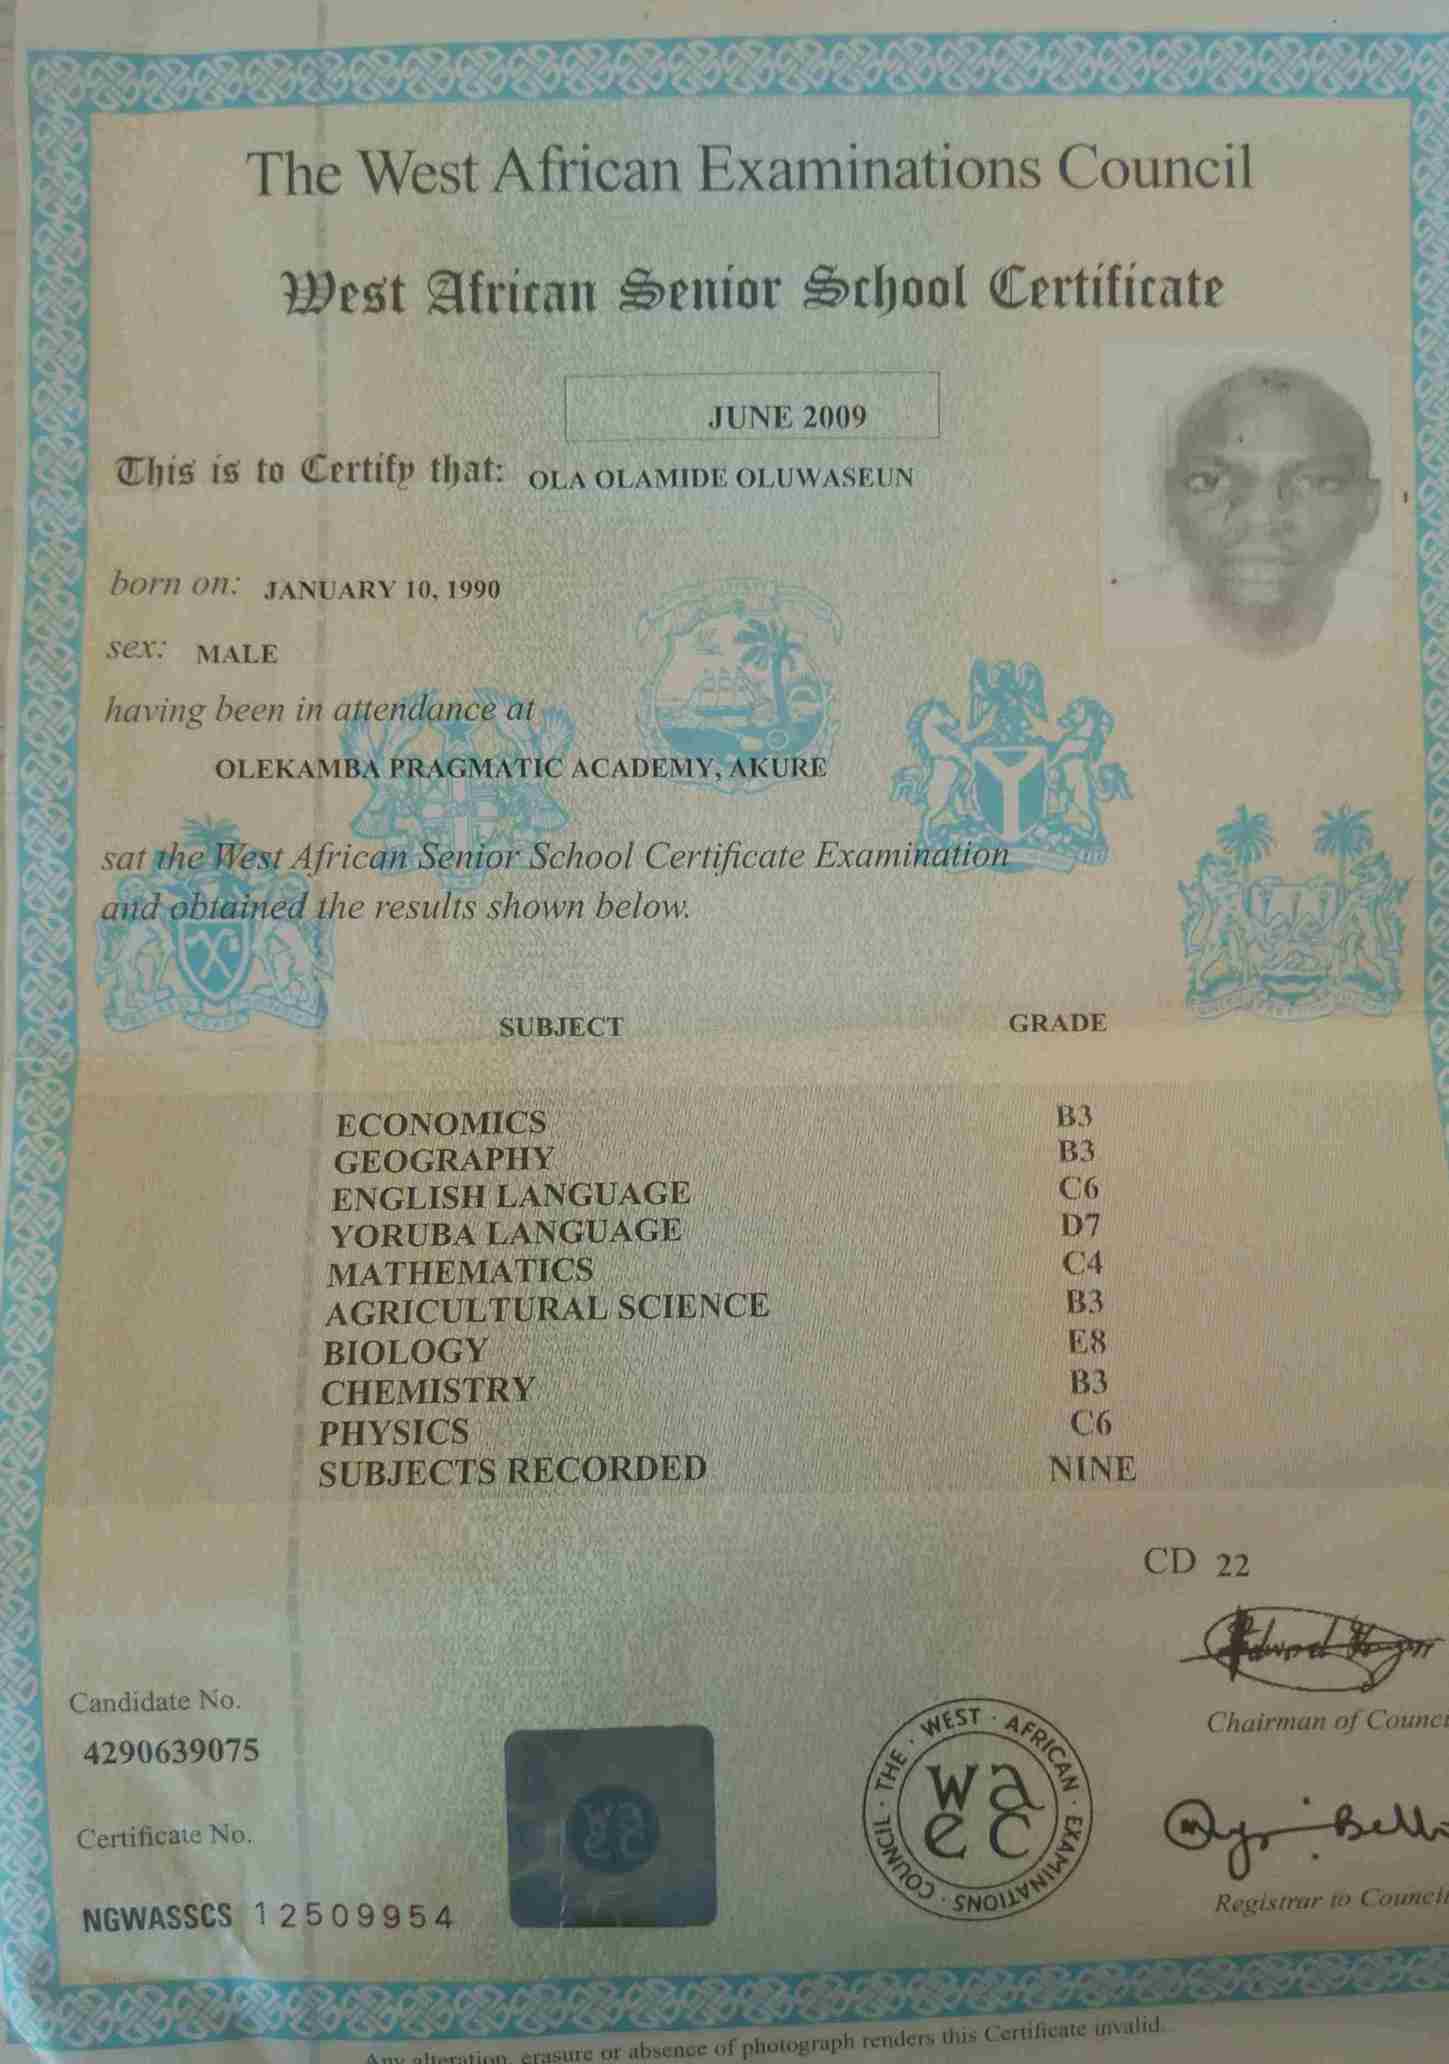 The West African Examinations Council
West African Senior School Certificate
JUNE 2009
This is to Certify that: OLA OLAMIDE OLUWASEUN
born on: JANUARY 10, 1990
sex: MALE
having been in attendance at
OLEKAMBA PRAGMATIC ACADEMY, AKURE
sat the West African Senior School Certificate Examination
and obtained the results shown below.
SUBJECT GRADE
ECONOMICS B3
GEOGRAPHY B3
ENGLISH LANGUAGE C6
YORUBA LANGUAGE D7
MATHEMATICS C4
AGRICULTURAL SCIENCE B3
BIOLOGY E8
CHEMISTRY B3
PHYSICS C6
SUBJECTS RECORDED NINE
CD 22
Chairman of Counci
Candidate No.
4290639075
THE · WEST · AFRICAN · EXAMINATIONS · COUNCIL
wa
ec
Certificate No.
NGWASSCS 12509954
Registrar to Council
Any alteration, erasure or absence of photograph renders this Certificate invalid.